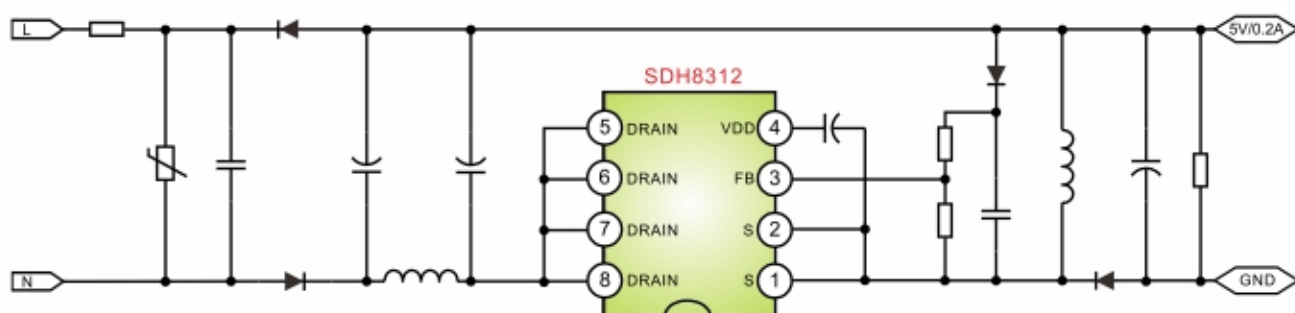 L
5V/0.2A
SDH8312
5 DRAIN VDD 4
6 DRAIN FB 3
7 DRAIN S 2
8 DRAIN S 1
N
GND